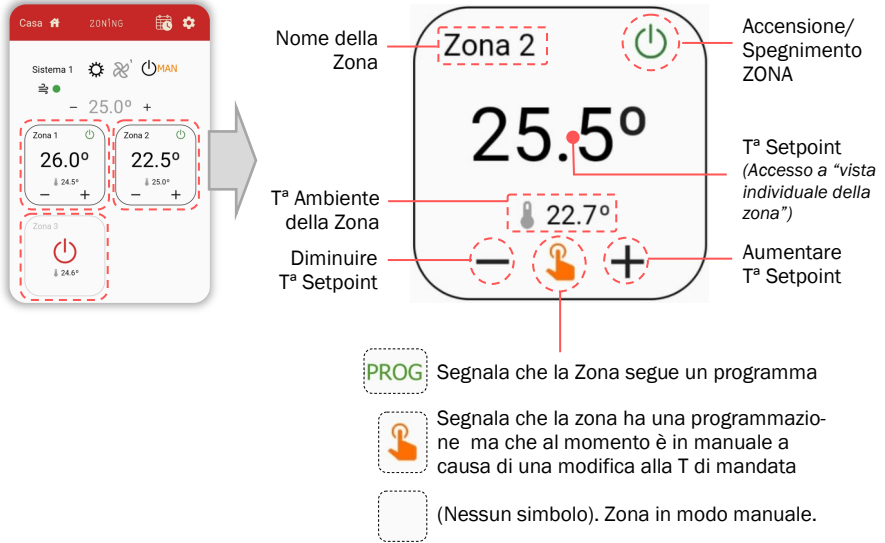 Casa ZONING
Sistema 1 MAN
– 25.0º +
Zona 1
26.0º
24.5º
– +
Zona 2
22.5º
25.0º
– +
Zona 3
24.6º
Nome della
Zona
Zona 2
Accensione/
Spegnimento
ZONA
25.5º
Tª Setpoint
(Accesso a “vista
individuale della
zona”)
Tª Ambiente
della Zona
22.7º
Diminuire
Tª Setpoint
– +
Aumentare
Tª Setpoint
PROG Segnala che la Zona segue un programma
Segnala che la zona ha una programmazio-
ne ma che al momento è in manuale a
causa di una modifica alla T di mandata
(Nessun simbolo). Zona in modo manuale.